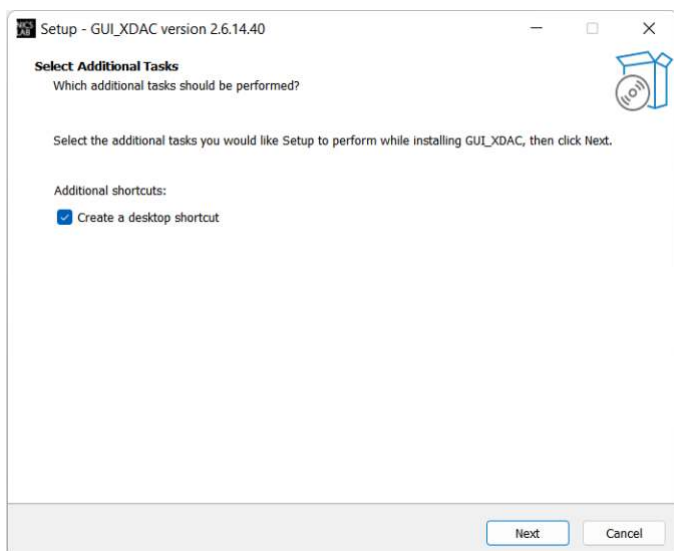 NICS
LAB
Setup - GUI_XDAC version 2.6.14.40
Select Additional Tasks
Which additional tasks should be performed?
Select the additional tasks you would like Setup to perform while installing GUI_XDAC, then click Next.
Additional shortcuts:
Create a desktop shortcut
Next Cancel